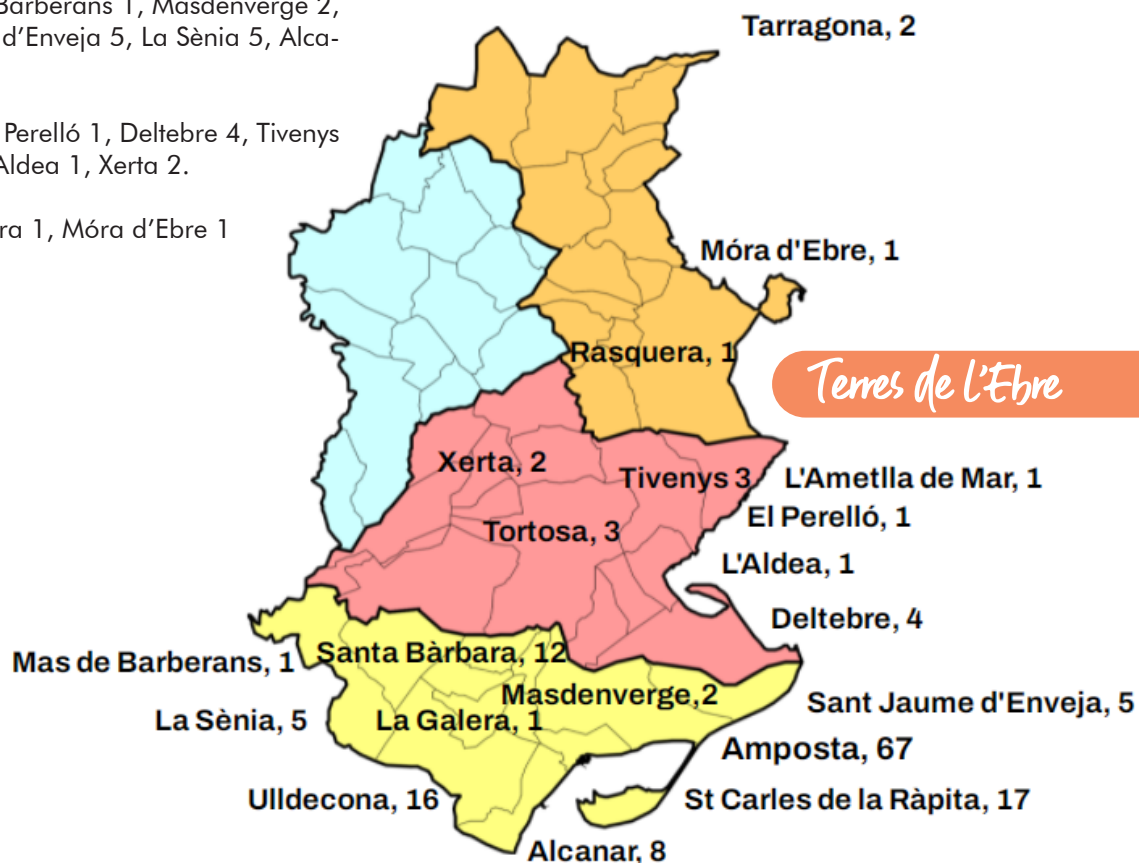 Barberans 1, Masdenverge 2,
d'Enveja 5, La Sènia 5, Alca-
Perelló 1, Deltebre 4, Tivenys
Aldea 1, Xerta 2.
ra 1, Móra d'Ebre 1
Tarragona, 2
Móra d'Ebre, 1
Rasquera, 1
Terres de l'Ebre
Xerta, 2
Tivenys 3
L'Ametlla de Mar, 1
El Perelló, 1
Tortosa, 3
L'Aldea, 1
Deltebre, 4
Mas de Barberans, 1
Santa Bàrbara, 12
Masdenverge,2
Sant Jaume d'Enveja, 5
La Sènia, 5
La Galera, 1
Amposta, 67
Ulldecona, 16
St Carles de la Ràpita, 17
Alcanar, 8